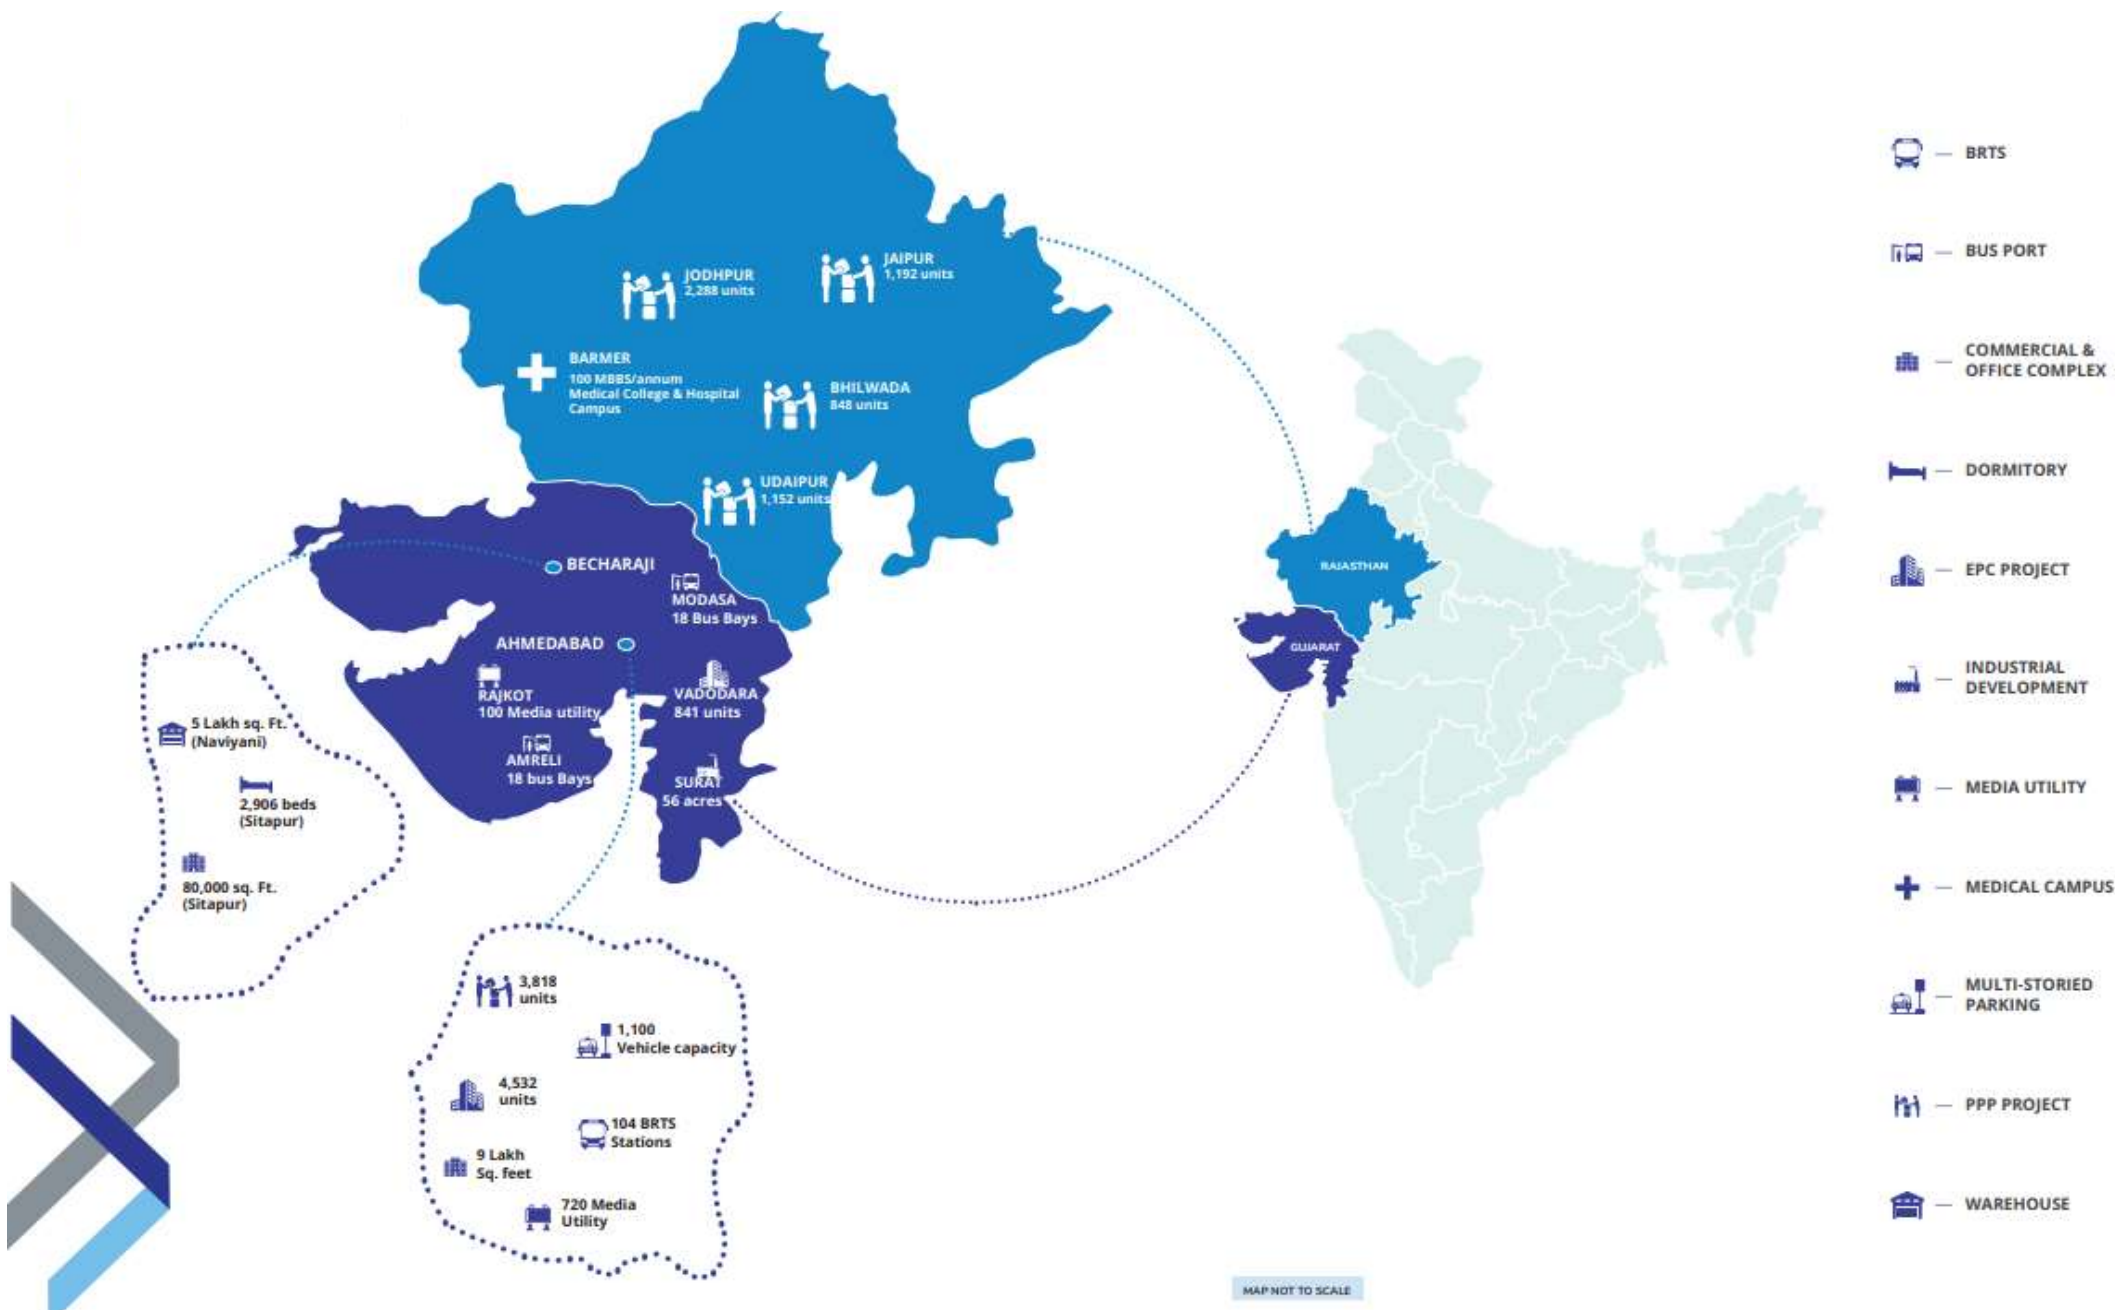 JODHPUR
2,288 units
JAIPUR
1,192 units
BARMER
100 MBBS/annum
Medical College & Hospital
Campus
BHILWADA
848 units
UDAIPUR
1,152 units
BECHARAJI
MODASA
18 Bus Bays
AHMEDABAD
RAJKOT
100 Media utility
VADODARA
841 units
AMRELI
18 bus Bays
SURAT
56 acres
5 Lakh sq. Ft.
(Naviyani)
2,906 beds
(Sitapur)
80,000 sq. Ft.
(Sitapur)
3,818
units
1,100
Vehicle capacity
4,532
units
104 BRTS
Stations
9 Lakh
Sq. feet
720 Media
Utility
RAJASTHAN
GUJARAT
MAP NOT TO SCALE
— BRTS
— BUS PORT
— COMMERCIAL &
OFFICE COMPLEX
— DORMITORY
— EPC PROJECT
— INDUSTRIAL
DEVELOPMENT
— MEDIA UTILITY
— MEDICAL CAMPUS
— MULTI-STORIED
PARKING
— PPP PROJECT
— WAREHOUSE